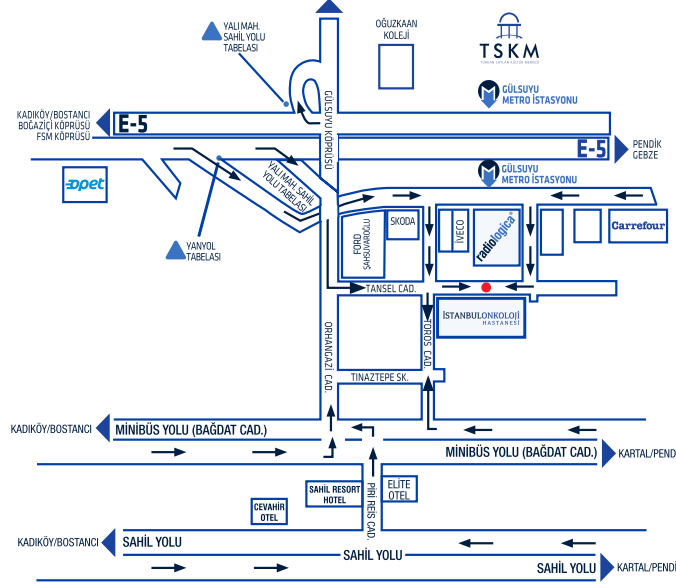 YALI MAH.
SAHİL YOLU
TABELASI
OĞUZKAAN
KOLEJİ
TSKM
GÜLSUYU
METRO İSTASYONU
KADIKÖY/BOSTANCI
BOĞAZİÇİ KÖPRÜSÜ
FSM KÖPRÜSÜ
E-5
GÜLSUYU KÖPRÜSÜ
E-5
PENDİK
GEBZE
opet
YALI MAH. SAHİL
YOLU TABELASI
GÜLSUYU
METRO İSTASYONU
YANYOL
TABELASI
FORD
ŞAHSUVAROĞLU
SKODA
İVECO
radiologica
Carrefour
TANSEL CAD.
İSTANBULONKOLOJİ
HASTANESİ
ORHANGAZİ CAD.
TOROS CAD.
TINAZTEPE SK.
KADIKÖY/BOSTANCI
MİNİBÜS YOLU (BAĞDAT CAD.)
MİNİBÜS YOLU (BAĞDAT CAD.)
KARTAL/PEND
SAHİL RESORT
HOTEL
PİRİ REİS CAD.
ELİTE
OTEL
CEVAHİR
OTEL
KADIKÖY/BOSTANCI
SAHİL YOLU
SAHİL YOLU
SAHİL YOLU
KARTAL/PENDİ